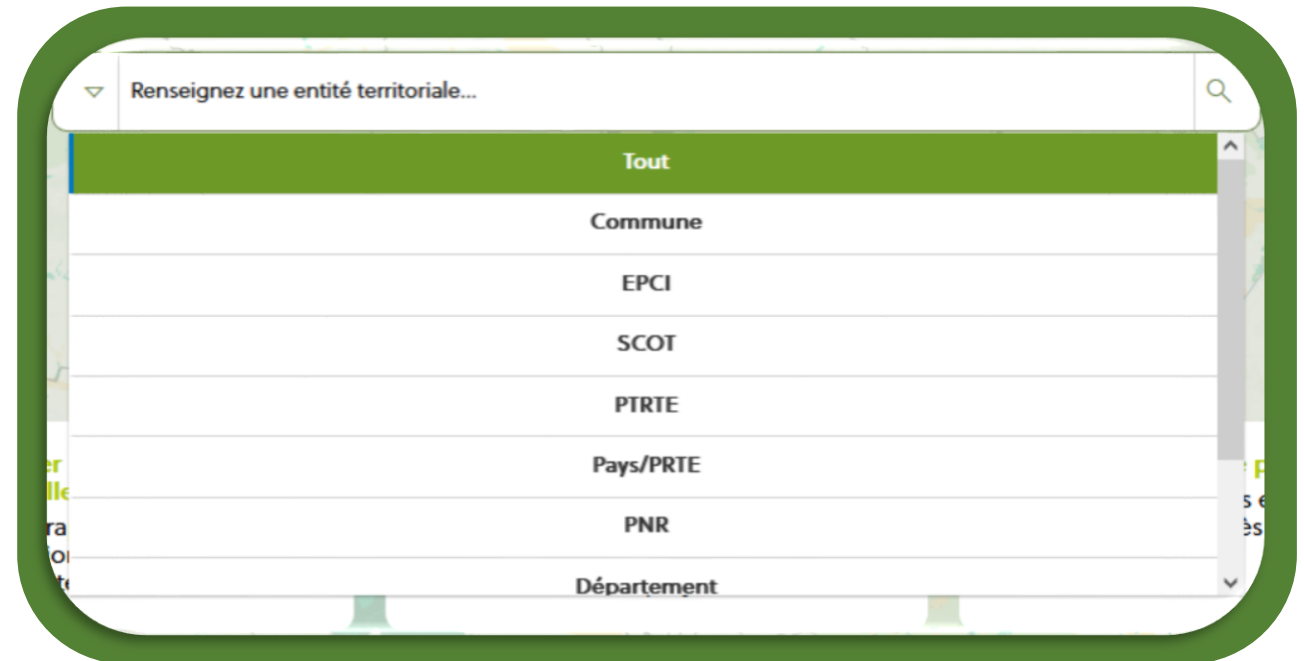 Renseignez une entité territoriale...
Tout
Commune
EPCI
SCOT
PTRTE
Pays/PRTE
PNR
Département